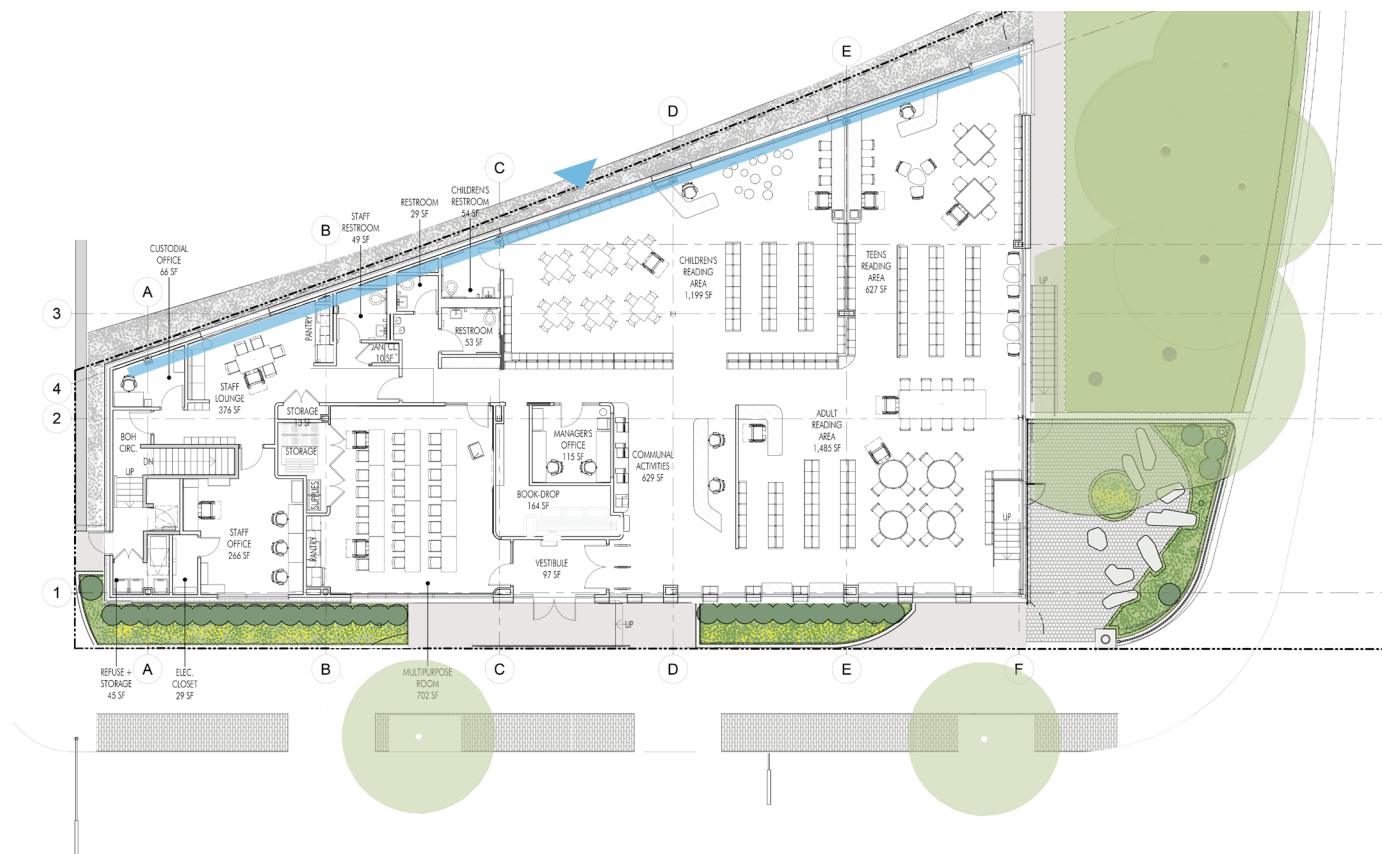 E
D
C
CHILDREN'S
RESTROOM
54 SF
RESTROOM
29 SF
STAFF
RESTROOM
49 SF
B
CUSTODIAL
OFFICE
66 SF
A
CHILDREN'S
READING
AREA
1,199 SF
TEENS
READING
AREA
627 SF
UP
3
PANTRY
RESTROOM
53 SF
10 SF
4
STAFF
LOUNGE
376 SF
2
STORAGE
13 SF
BOH
CIRC.
DN
UP
STORAGE
SUPPLIES
MANAGER'S
OFFICE
115 SF
COMMUNAL
ACTIVITIES
629 SF
ADULT
READING
AREA
1,485 SF
BOOK-DROP
164 SF
UP
STAFF
OFFICE
266 SF
PANTRY
VESTIBULE
97 SF
1
UP
REFUSE +
STORAGE
45 SF
A
ELEC.
CLOSET
29 SF
B
MULTIPURPOSE
ROOM
702 SF
C
D
E
F